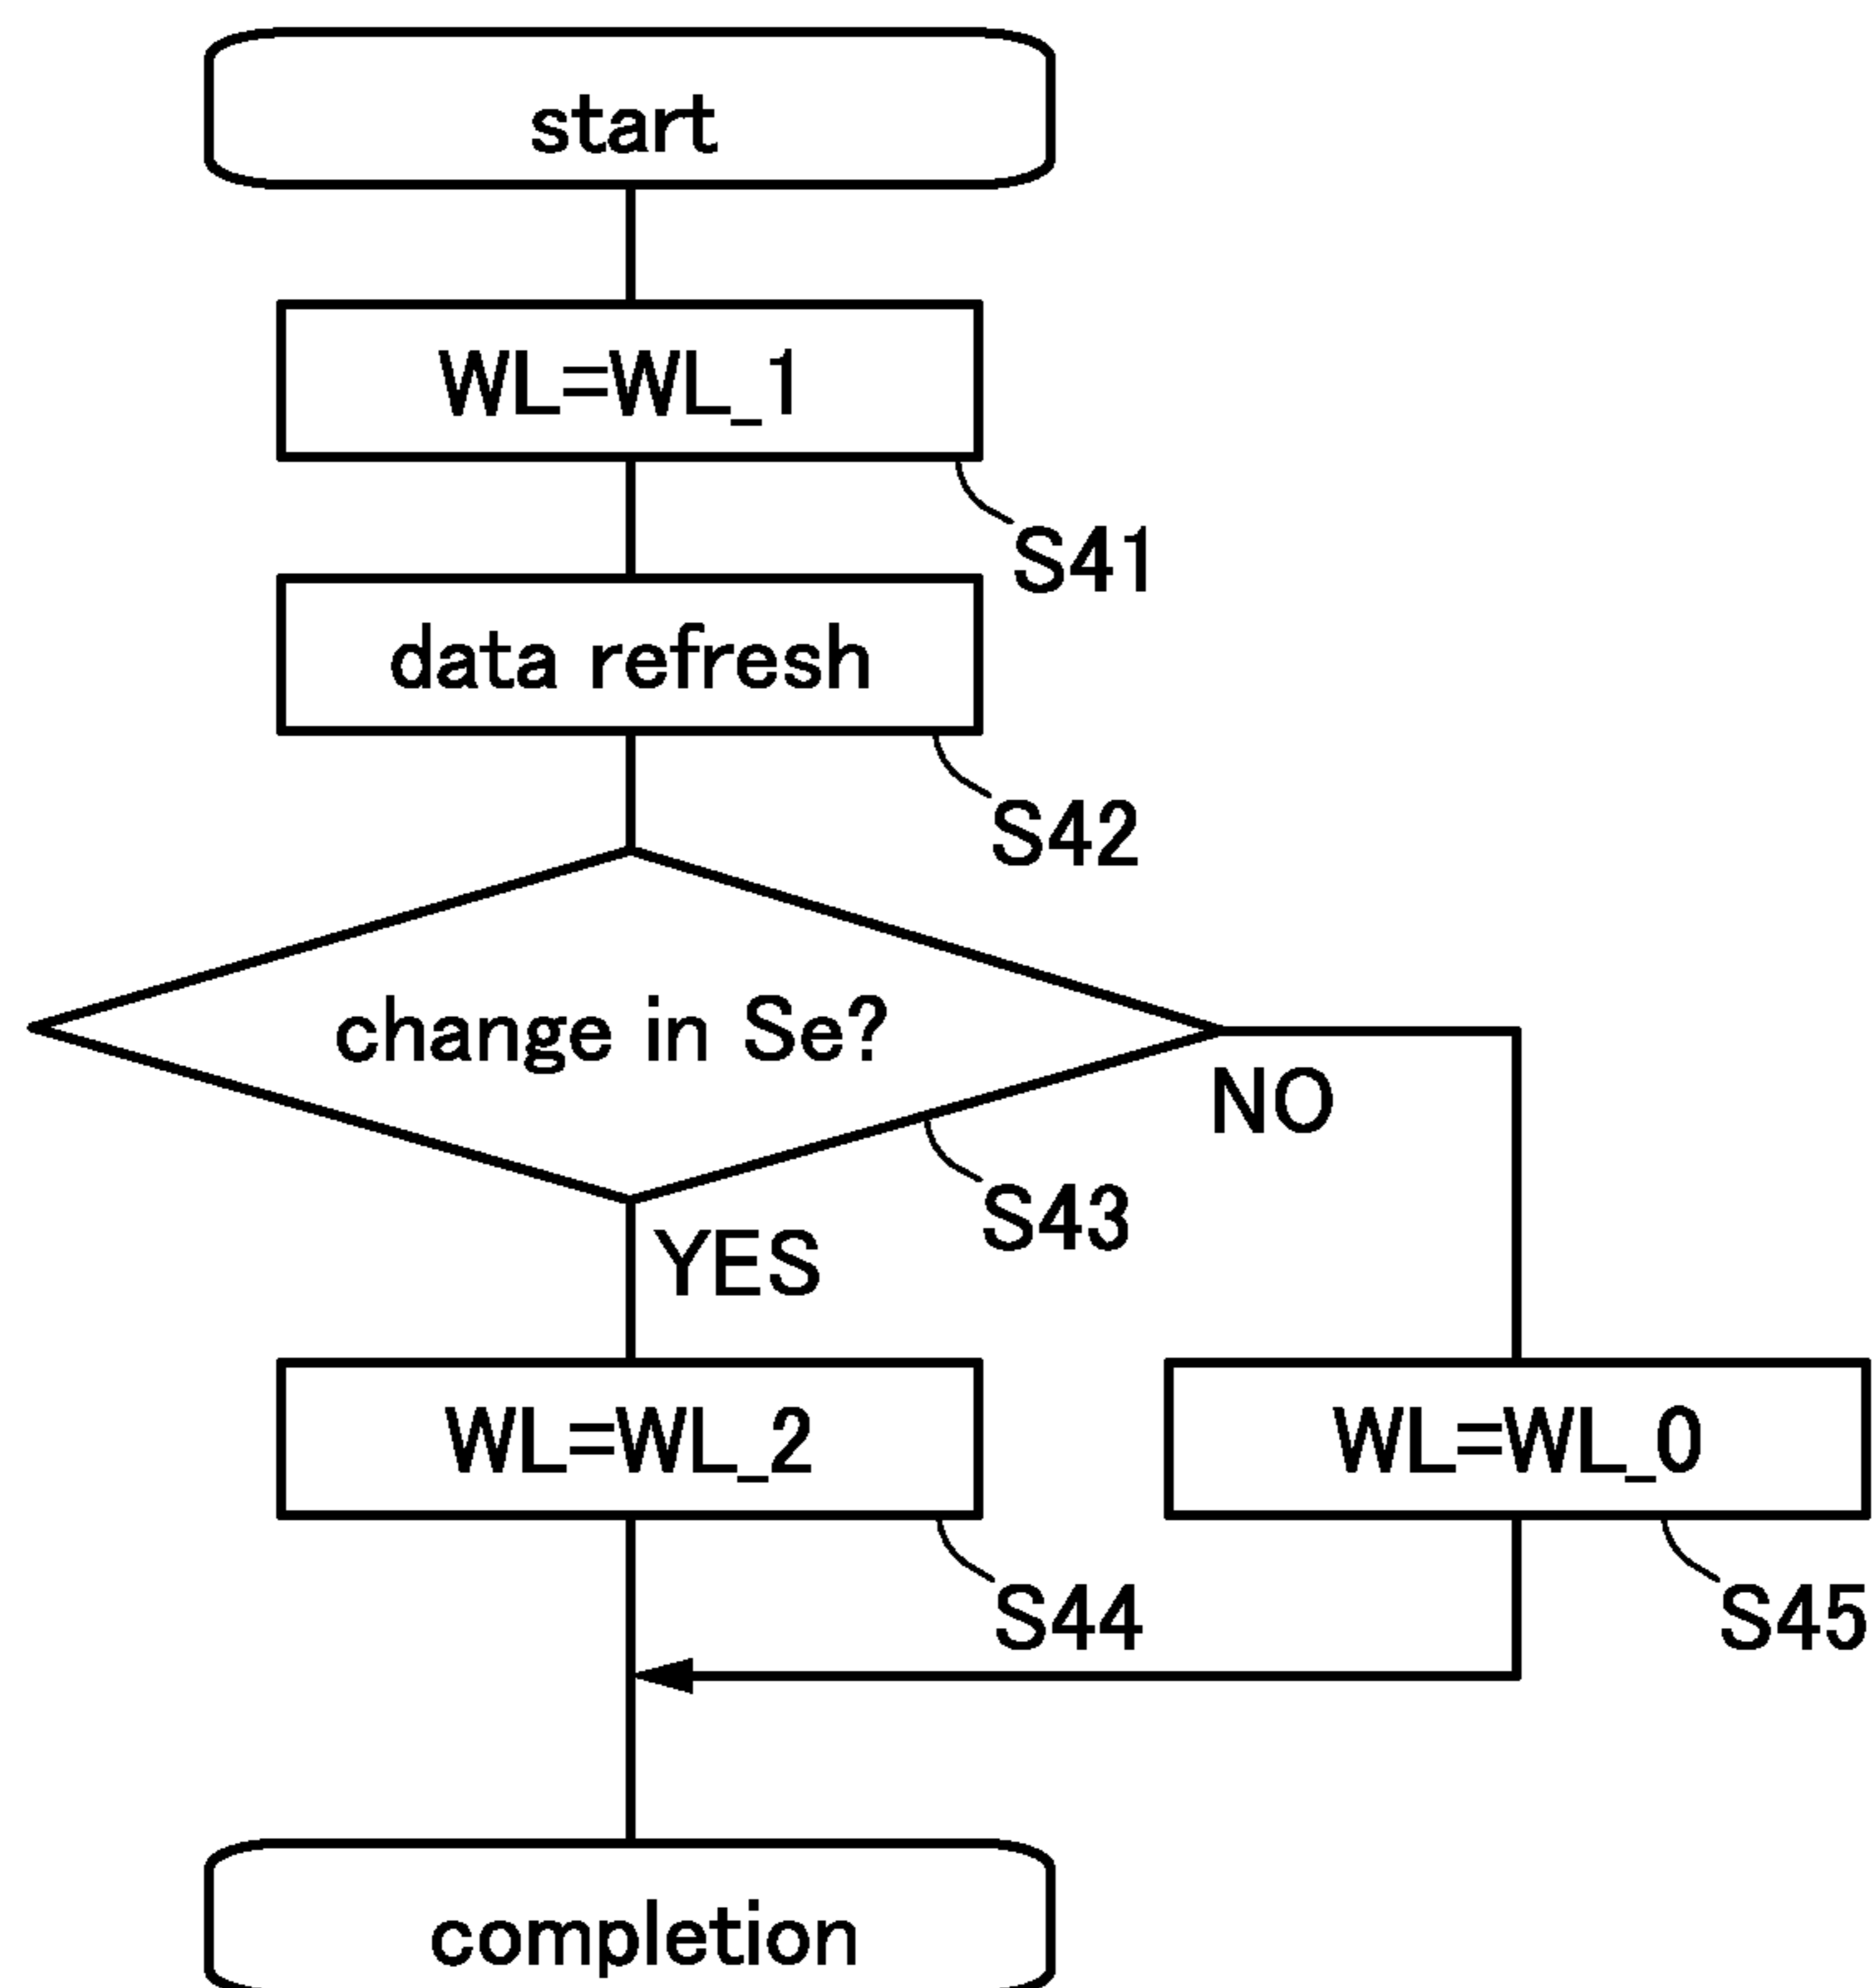 start
WL=WL_1
S41
data refresh
S42
change in Se?
NO
S43
YES
WL=WL_2
WL=WL_0
S44
S45
completion